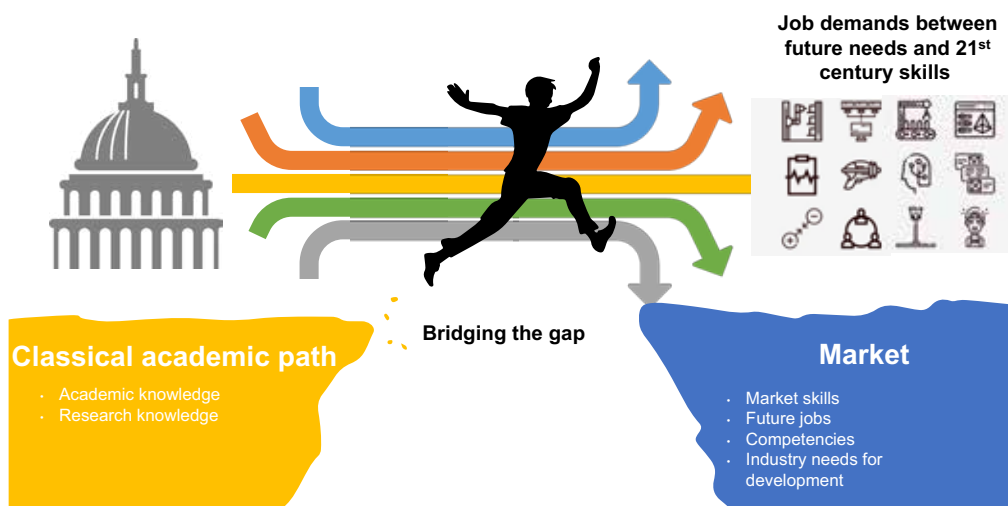 Job demands between
future needs and 21st
century skills
Bridging the gap
Classical academic path
· Academic knowledge
· Research knowledge
Market
· Market skills
· Future jobs
· Competencies
· Industry needs for
development